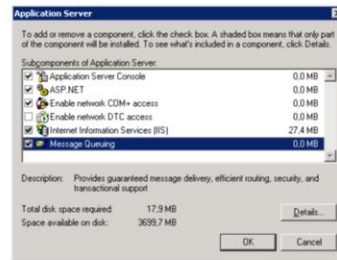 Application Server
To add or remove a component, click the check box. A shaded box means that only part
of the component will be installed. To see what's included in a component, click Details.
Subcomponents of Application Server:
Application Server Console 0,0 MB
ASP.NET 0,0 MB
Enable network COM+ access 0,0 MB
Enable network DTC access 0,0 MB
Internet Information Services (IIS) 27,4 MB
Message Queuing 0,0 MB
Description: Provides guaranteed message delivery, efficient routing, security, and
transactional support
Total disk space required: 17,9 MB
Space available on disk: 3699,7 MB
Details...
OK Cancel